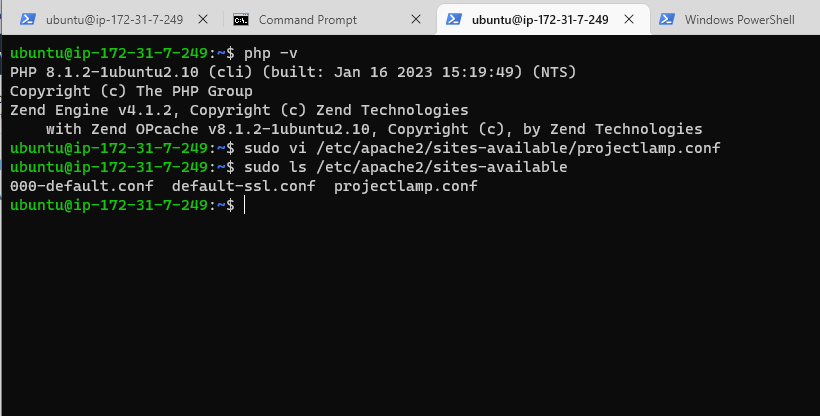 ubuntu@ip-172-31-7-249 Command Prompt ubuntu@ip-172-31-7-249 Windows PowerShell
ubuntu@ip-172-31-7-249:~$ php -v
PHP 8.1.2-1ubuntu2.10 (cli) (built: Jan 16 2023 15:19:49) (NTS)
Copyright (c) The PHP Group
Zend Engine v4.1.2, Copyright (c) Zend Technologies
    with Zend OPcache v8.1.2-1ubuntu2.10, Copyright (c), by Zend Technologies
ubuntu@ip-172-31-7-249:~$ sudo vi /etc/apache2/sites-available/projectlamp.conf
ubuntu@ip-172-31-7-249:~$ sudo ls /etc/apache2/sites-available
000-default.conf  default-ssl.conf  projectlamp.conf
ubuntu@ip-172-31-7-249:~$